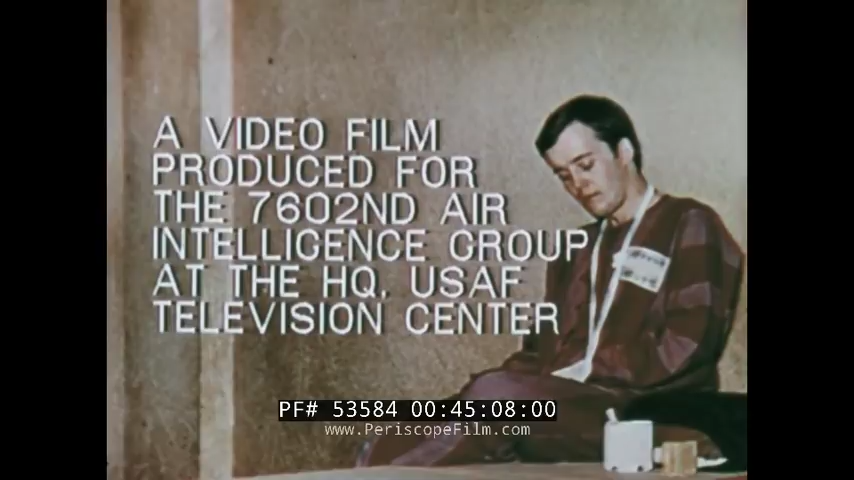 A VIDEO FILM
PRODUCED FOR
THE 7602ND AIR
INTELLIGENCE GROUP
AT THE HQ. USAF
TELEVISION CENTER
PF# 53584 00:45:08:00
www.PeriscopeFilm.com